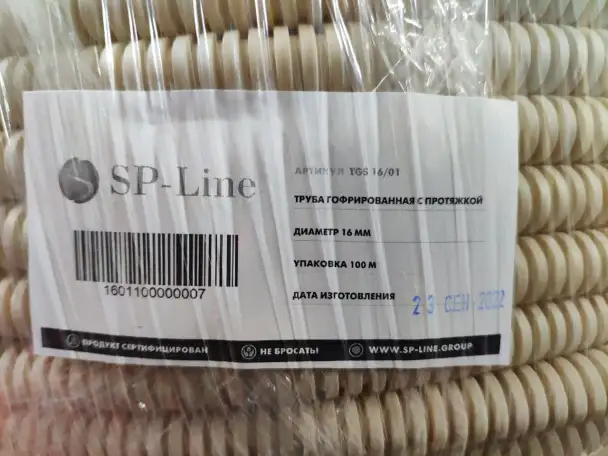 SP-Line
1601100000007
АРТИКУЛ TGS 16/01
ТРУБА ГОФРИРОВАННАЯ С ПРОТЯЖКОЙ
ДИАМЕТР 16 ММ
УПАКОВКА 100 М
ДАТА ИЗГОТОВЛЕНИЯ 23 СЕН 2022
ПРОДУКТ СЕРТИФИЦИРОВАН НЕ БРОСАТЬ! WWW.SP-LINE.GROUP